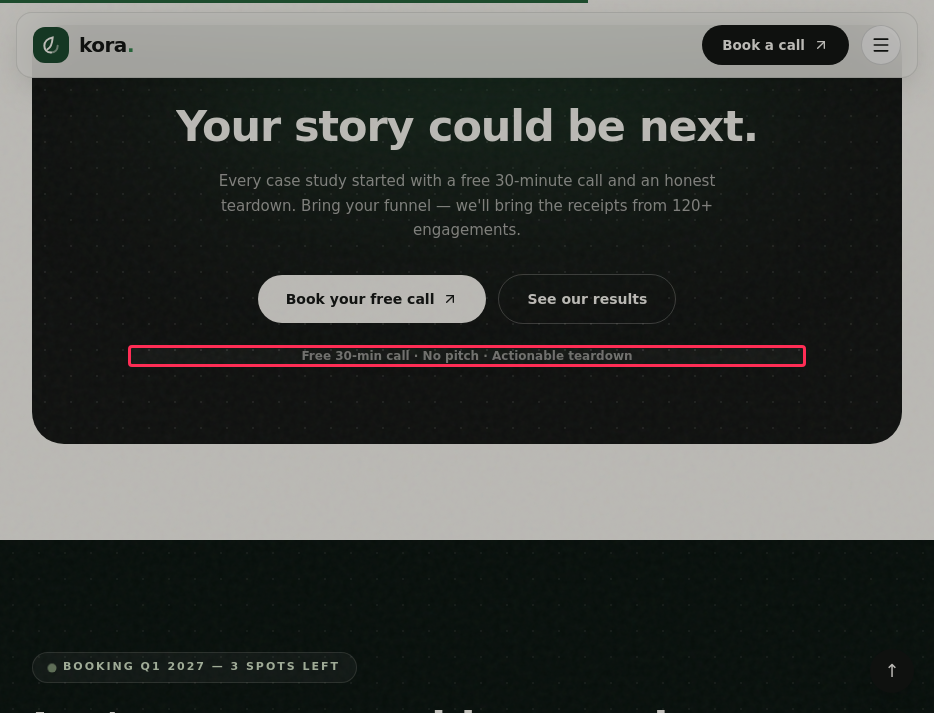 kora.
Book a call
Your story could be next.
Every case study started with a free 30-minute call and an honest
teardown. Bring your funnel — we'll bring the receipts from 120+
engagements.
Book your free call
See our results
Free 30-min call · No pitch · Actionable teardown
BOOKING Q1 2027 — 3 SPOTS LEFT